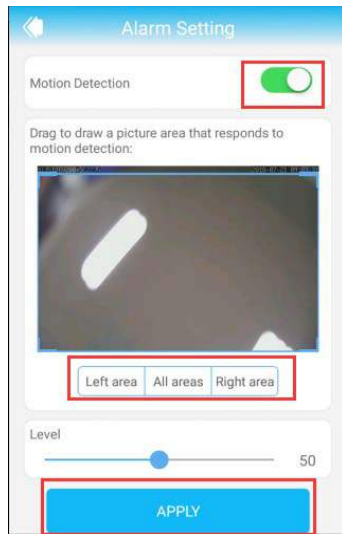 Alarm Setting
Motion Detection
Drag to draw a picture area that responds to
motion detection:
Left area All areas Right area
Level
50
APPLY